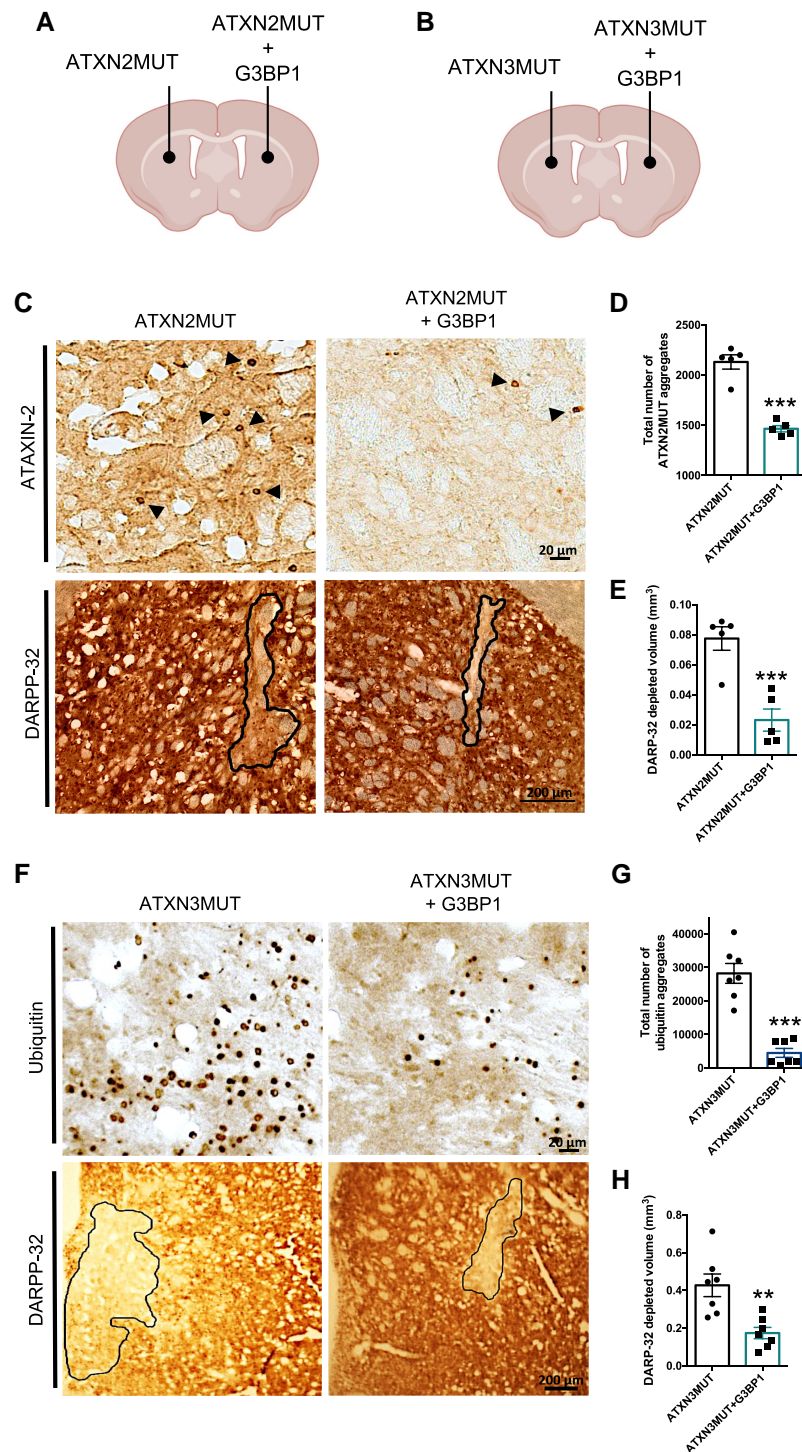 A
ATXN2MUT
ATXN2MUT
+
G3BP1
B
ATXN3MUT
ATXN3MUT
+
G3BP1
C
ATXN2MUT
ATXN2MUT
+ G3BP1
ATAXIN-2
20 µm
DARPP-32
200 µm
D
Total number of
ATXN2MUT aggregates
2500
2000
1500
1000
***
ATXN2MUT
ATXN2MUT+G3BP1
E
DARP-32 depleted volume (mm³)
0.10
0.08
0.06
0.04
0.02
0.00
***
ATXN2MUT
ATXN2MUT+G3BP1
F
ATXN3MUT
ATXN3MUT
+ G3BP1
Ubiquitin
20 µm
DARPP-32
200 µm
G
Total number of
ubiquitin aggregates
40000
30000
20000
10000
0
***
ATXN3MUT
ATXN3MUT+G3BP1
H
DARP-32 depleted volume (mm³)
0.8
0.6
0.4
0.2
0.0
**
ATXN3MUT
ATXN3MUT+G3BP1